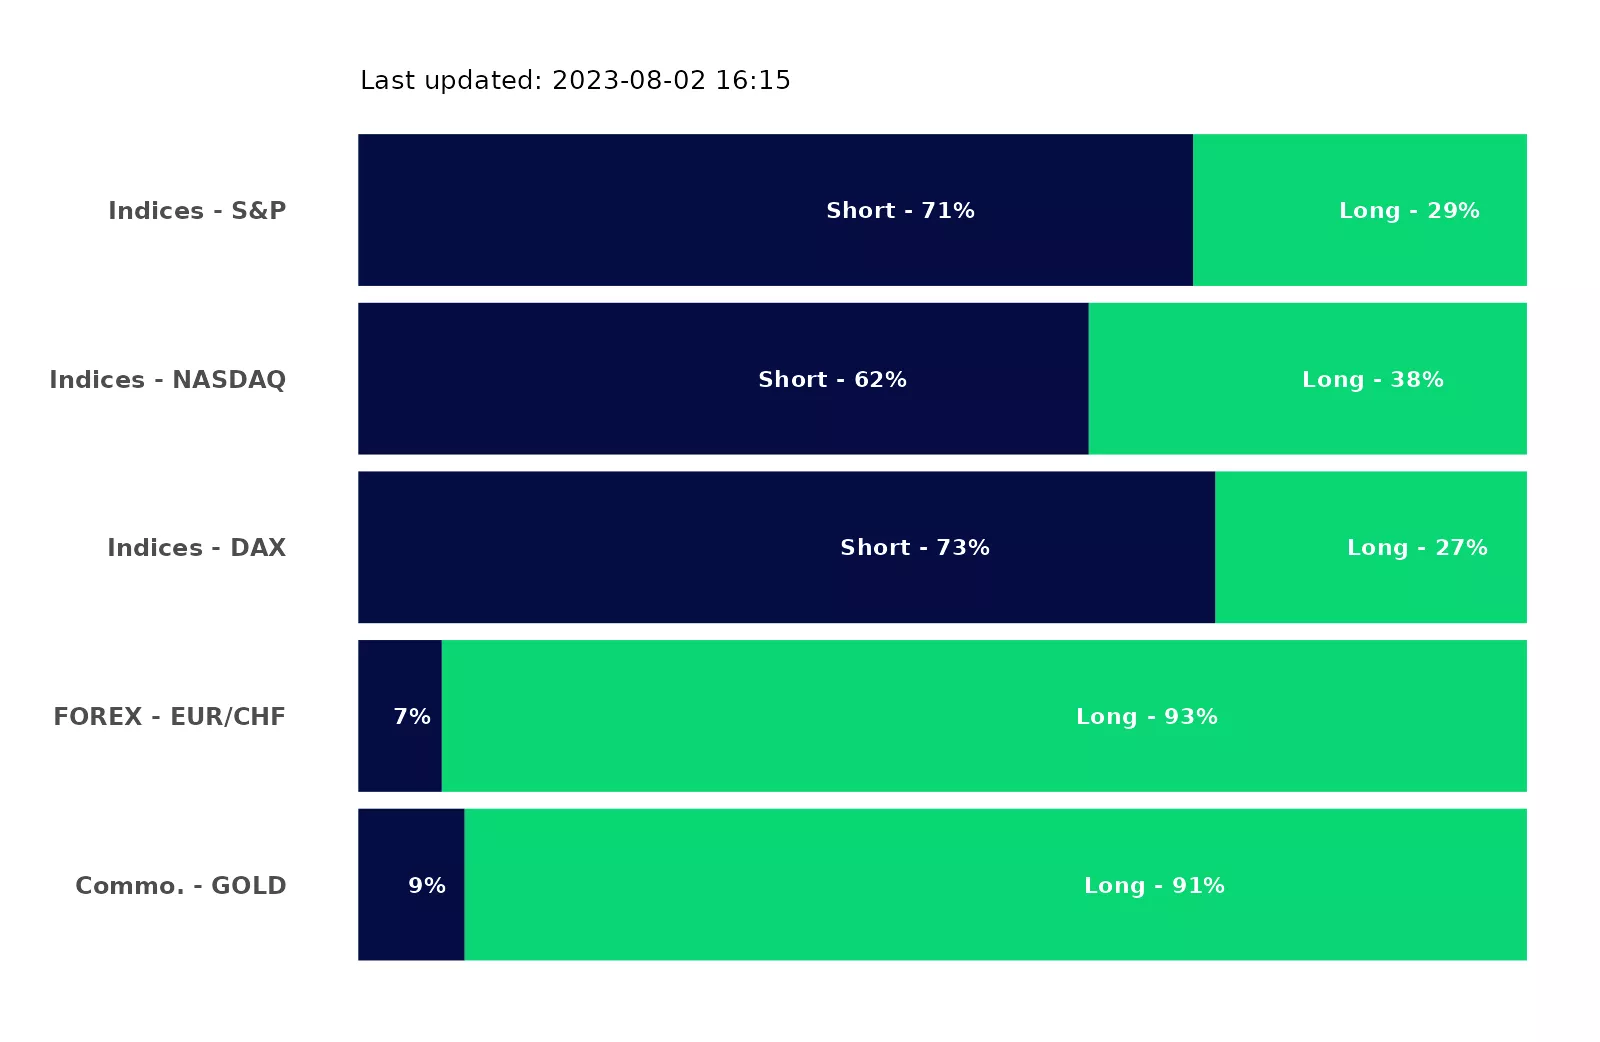 Last updated: 2023-08-02 16:15
Indices - S&P Short - 71% Long - 29%
Indices - NASDAQ Short - 62% Long - 38%
Indices - DAX Short - 73% Long - 27%
FOREX - EUR/CHF 7% Long - 93%
Commo. - GOLD 9% Long - 91%